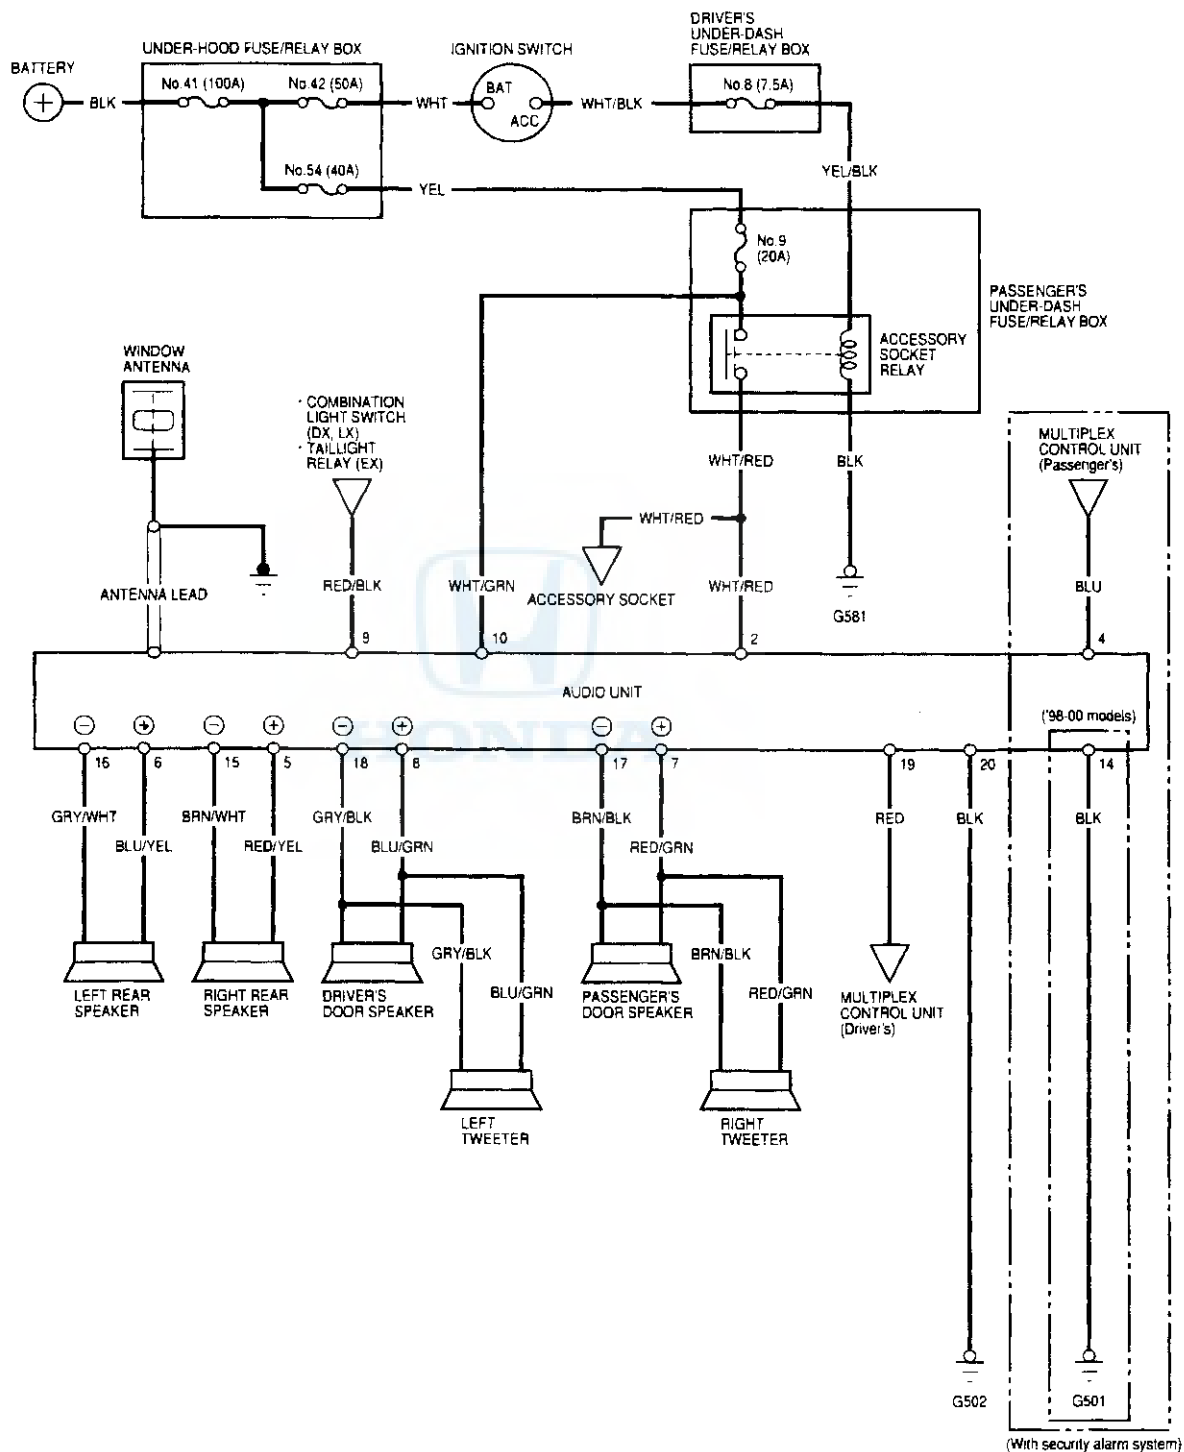 DRIVER'S
UNDER-DASH
FUSE/RELAY BOX
UNDER-HOOD FUSE/RELAY BOX
IGNITION SWITCH
BATTERY
No.41 (100A)
No.42 (50A)
BAT
No.8 (7.5A)
BLK
WHT
WHT/BLK
ACC
No.54 (40A)
YEL/BLK
YEL
No.9
(20A)
PASSENGER'S
UNDER-DASH
FUSE/RELAY BOX
ACCESSORY
SOCKET
RELAY
WINDOW
ANTENNA
· COMBINATION
LIGHT SWITCH
(DX, LX)
· TAILLIGHT
RELAY (EX)
MULTIPLEX
CONTROL UNIT
(Passenger's)
WHT/RED
BLK
WHT/RED
ANTENNA LEAD
RED/BLK
WHT/GRN
ACCESSORY SOCKET
WHT/RED
BLU
G581
9
10
2
4
AUDIO UNIT
('98-00 models)
HONDA
16
6
15
5
18
8
17
7
19
20
14
GRY/WHT
BRN/WHT
GRY/BLK
BRN/BLK
RED
BLK
BLK
BLU/YEL
RED/YEL
BLU/GRN
RED/GRN
GRY/BLK
BRN/BLK
BLU/GRN
RED/GRN
LEFT REAR
SPEAKER
RIGHT REAR
SPEAKER
DRIVER'S
DOOR SPEAKER
PASSENGER'S
DOOR SPEAKER
MULTIPLEX
CONTROL UNIT
(Driver's)
LEFT
TWEETER
RIGHT
TWEETER
G502
G501
(With security alarm system)